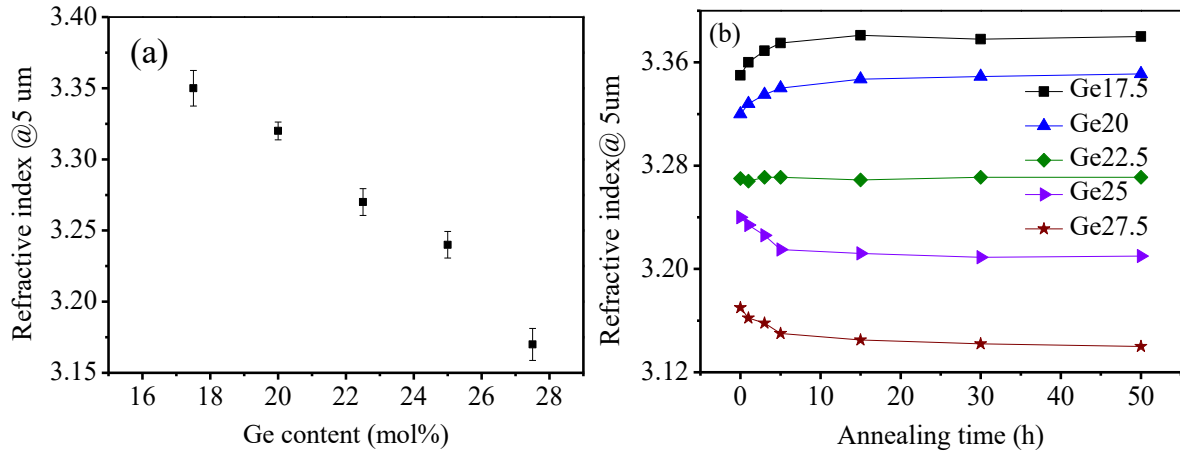 (a)
Refractive index @5 um
3.40
3.35
3.30
3.25
3.20
3.15
16 18 20 22 24 26 28
Ge content (mol%)
(b)
Refractive index@ 5um
3.36
3.28
3.20
3.12
Ge17.5
Ge20
Ge22.5
Ge25
Ge27.5
0 10 20 30 40 50
Annealing time (h)